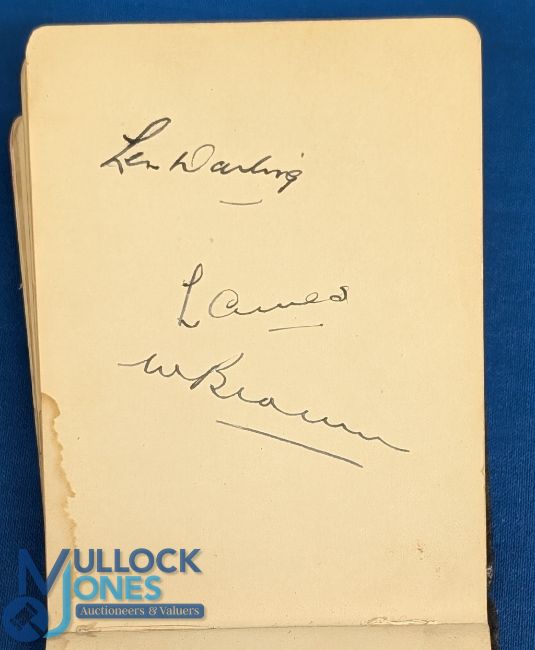 Len Darling
L Ames
W Brown
MULLOCK
JONES
Auctioneers & Valuers